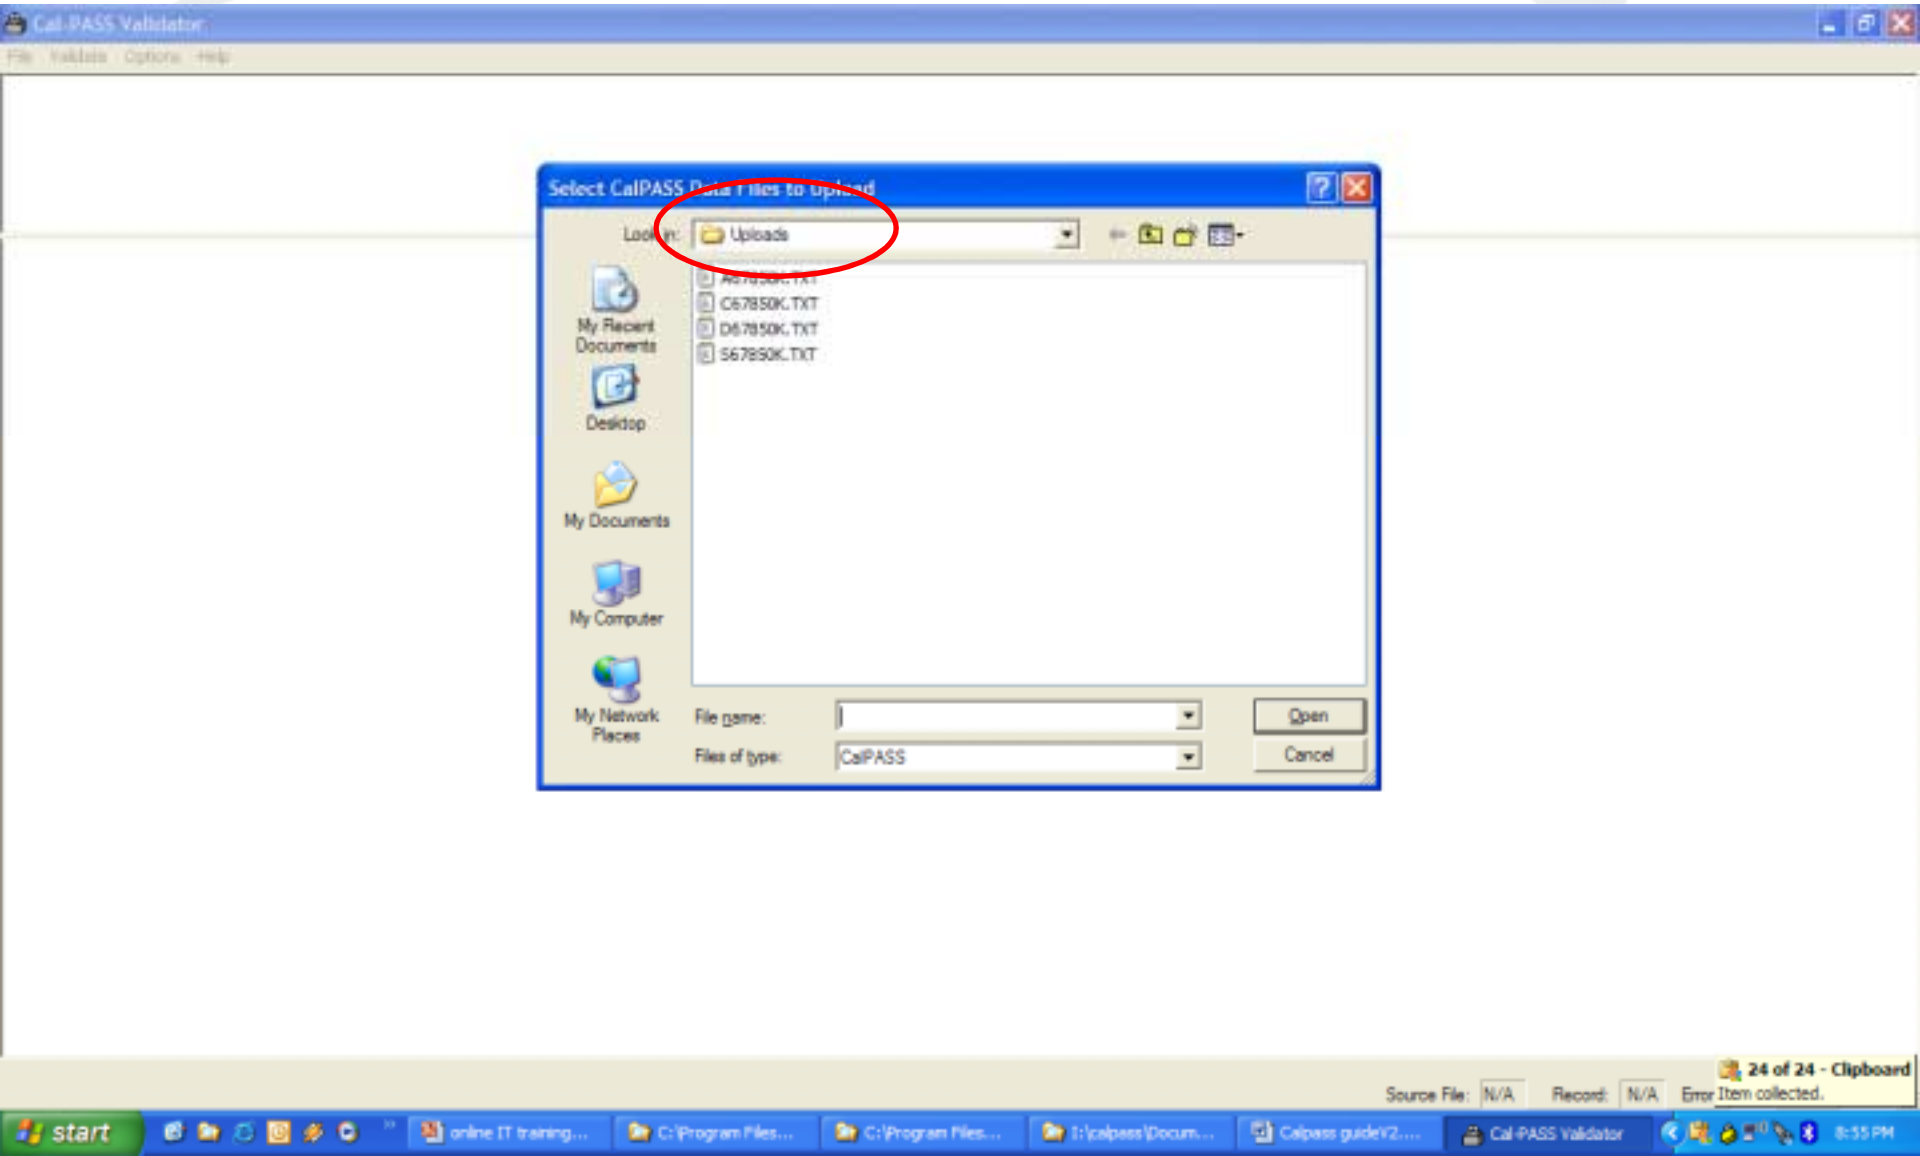 Cal-PASS Validator
File Validate Options Help
Select CalPASS Data Files to Upload
Look in: Uploads
A67850K.TXT
C67850K.TXT
D67850K.TXT
S67850K.TXT
My Recent
Documents
Desktop
My Documents
My Computer
My Network
Places
File name:
Open
Files of type: CalPASS
Cancel
24 of 24 - Clipboard
Item collected.
Source File: N/A Record: N/A Error
start online IT training... C:\Program Files... C:\Program Files... I:\calpass\Docum... Calpass guideV2.... Cal-PASS Validator 8:55 PM